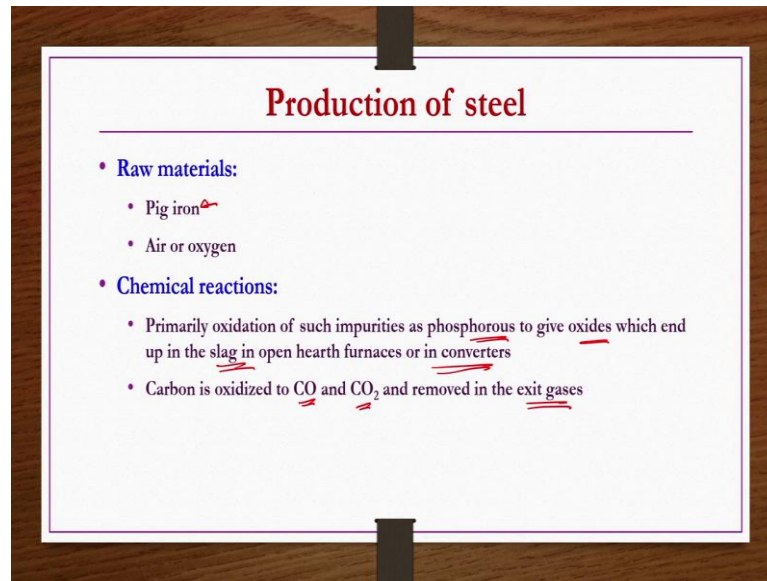 Production of steel
• Raw materials:
• Pig iron
• Air or oxygen
• Chemical reactions:
• Primarily oxidation of such impurities as phosphorous to give oxides which end
up in the slag in open hearth furnaces or in converters
• Carbon is oxidized to CO and CO₂ and removed in the exit gases